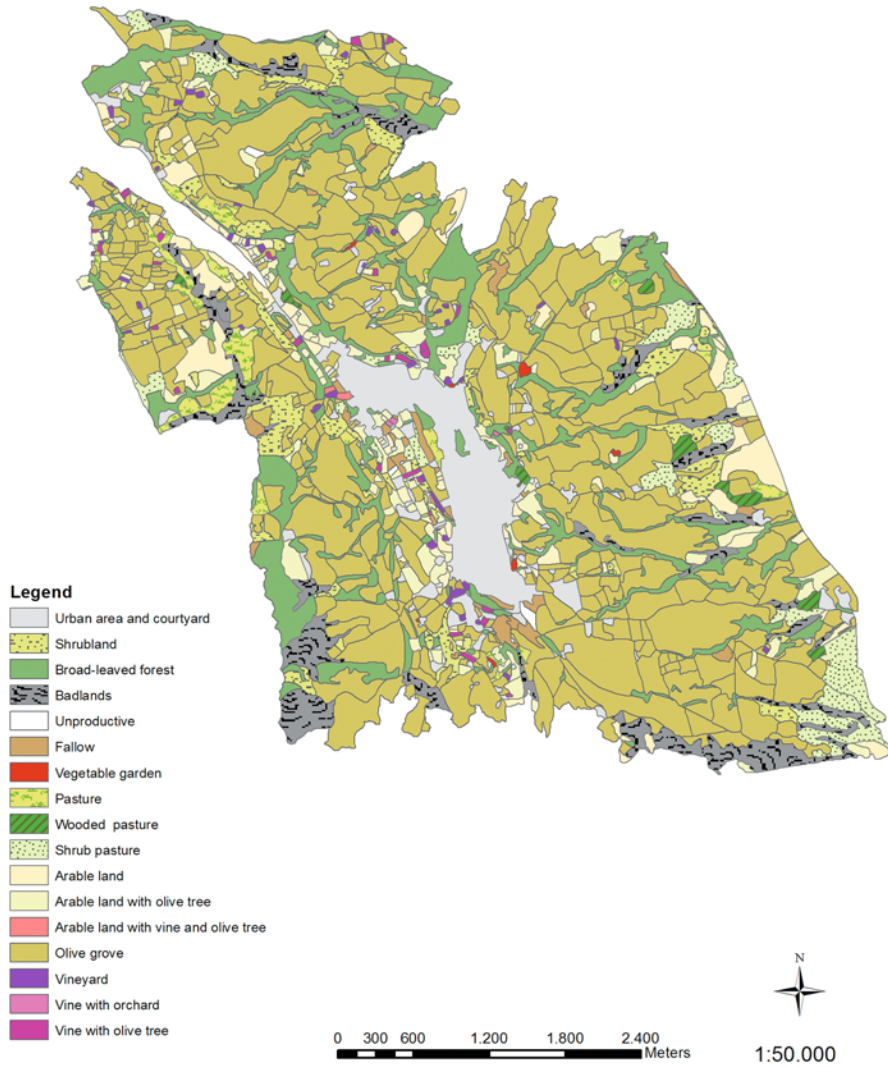 Legend
Urban area and courtyard
Shrubland
Broad-leaved forest
Badlands
Unproductive
Fallow
Vegetable garden
Pasture
Wooded pasture
Shrub pasture
Arable land
Arable land with olive tree
Arable land with vine and olive tree
Olive grove
Vineyard
Vine with orchard
Vine with olive tree
N
0 300 600 1.200 1.800 2.400
Meters
1:50.000